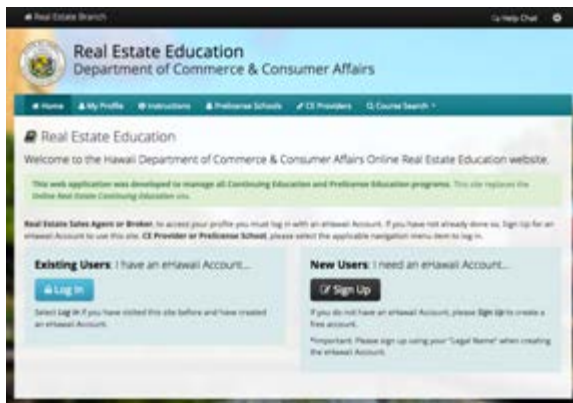 Real Estate Branch
Help Chat
Real Estate Education
Department of Commerce & Consumer Affairs
Home My Profile Instructions Prelicense Schools CE Providers Course Search
Real Estate Education
Welcome to the Hawaii Department of Commerce & Consumer Affairs Online Real Estate Education website.
This web application was developed to manage all Continuing Education and Prelicense Education programs. This site replaces the
Online Real Estate Continuing Education site.
Real Estate Sales Agent or Broker, to access your profile you must log in with an eHawaii Account. If you have not already done so, Sign Up for an
eHawaii Account to use this site. CE Provider or Prelicense School, please select the applicable navigation menu item to log in.
Existing Users: I have an eHawaii Account...
Log In
Select Log In if you have visited this site before and have created
an eHawaii Account.
New Users: I need an eHawaii Account...
Sign Up
If you do not have an eHawaii Account, please Sign Up to create a
free account.
*Important: Please sign up using your "Legal Name" when creating
the eHawaii Account.